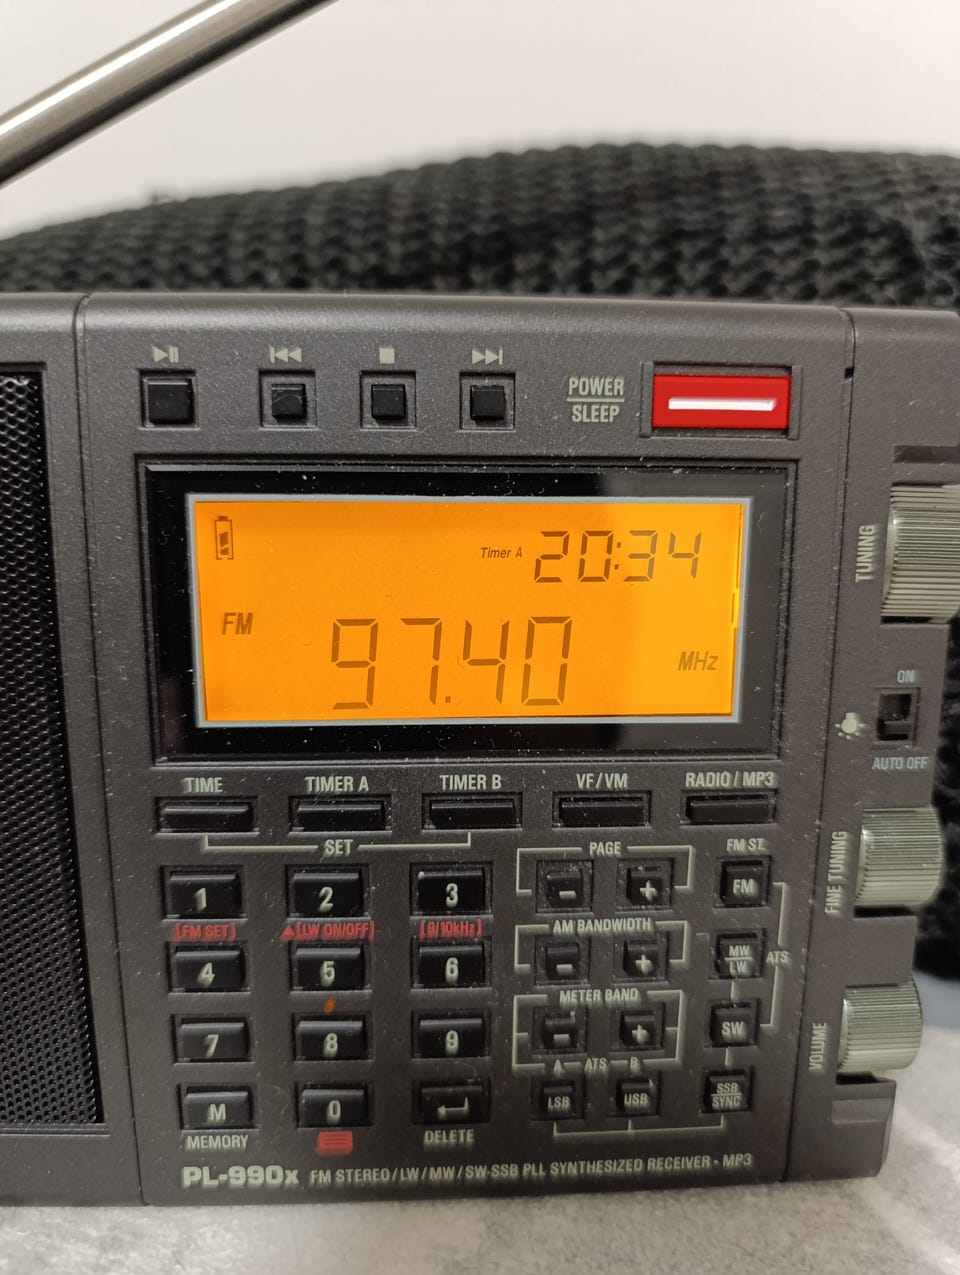 POWER
SLEEP
Timer A 20:34
FM 97.40 MHz
TUNING
ON
AUTO OFF
TIME TIMER A TIMER B VF/VM RADIO / MP3
SET
PAGE
FM ST.
1 2 3 - + FM
[FM SET] [LW ON/OFF] [9/10kHz]
AM BANDWIDTH
FINE TUNING
4 5 6 - + MW
LW
ATS
METER BAND
7 8 9 - + SW
A ATS B
VOLUME
M 0 LSB USB SSB
SYNC
MEMORY DELETE
PL-990x FM STEREO/LW/MW/SW-SSB PLL SYNTHESIZED RECEIVER • MP3